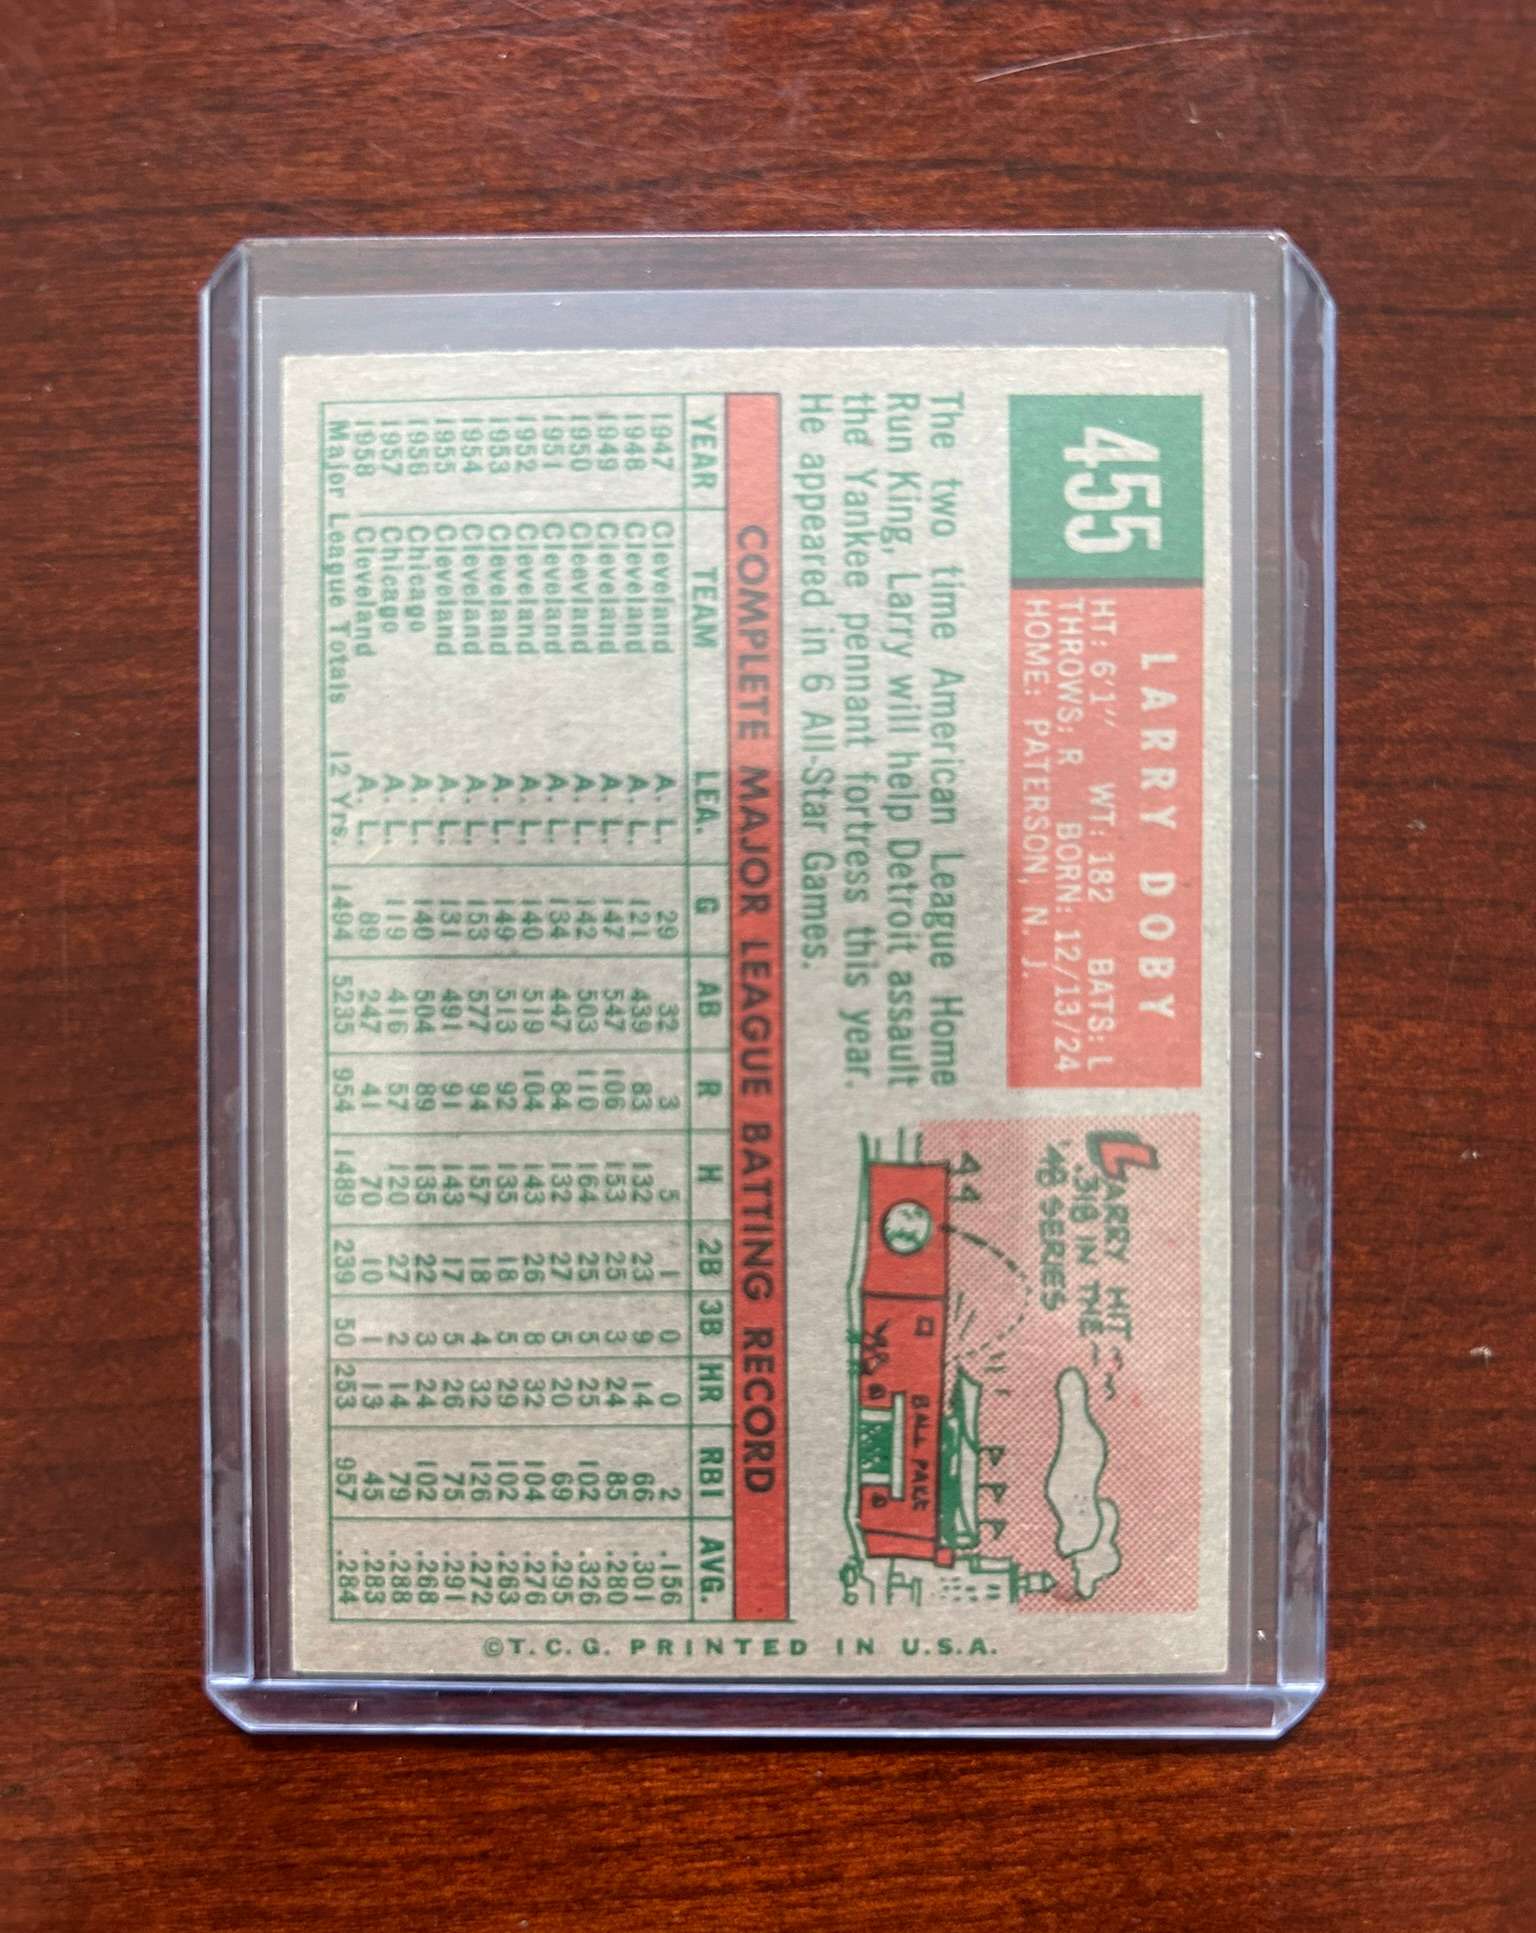 455
LARRY DOBY
HT: 6'1" WT: 182 BATS: L
THROWS: R BORN: 12/13/24
HOME: PATERSON, N. J.
LARRY HIT
.318 IN THE
'48 SERIES
44
BALL PARK
The two time American League Home
Run King, Larry will help Detroit assault
the Yankee pennant fortress this year.
He appeared in 6 All-Star Games.
COMPLETE MAJOR LEAGUE BATTING RECORD
YEAR TEAM LEA. G AB R H 2B 3B HR RBI AVG.
1947 Cleveland A. L. 29 32 3 5 1 0 0 2 .156
1948 Cleveland A. L. 121 439 83 132 23 9 14 66 .301
1949 Cleveland A. L. 147 547 106 153 25 3 24 85 .280
1950 Cleevland A. L. 142 503 110 164 25 5 25 102 .326
1951 Cleveland A. L. 134 447 84 132 27 5 20 69 .295
1952 Cleveland A. L. 140 519 104 143 26 8 32 104 .276
1953 Cleveland A. L. 149 513 92 135 18 5 29 102 .263
1954 Cleveland A. L. 153 577 94 157 18 4 32 126 .272
1955 Cleveland A. L. 131 491 91 143 17 5 26 75 .291
1956 Chicago A. L. 140 504 89 135 22 3 24 102 .268
1957 Chicago A. L. 119 416 57 120 27 2 14 79 .288
1958 Cleveland A. L. 89 247 41 70 10 1 13 45 .283
Major League Totals 12 Yrs. 1494 5235 954 1489 239 50 253 957 .284
©T.C.G. PRINTED IN U.S.A.